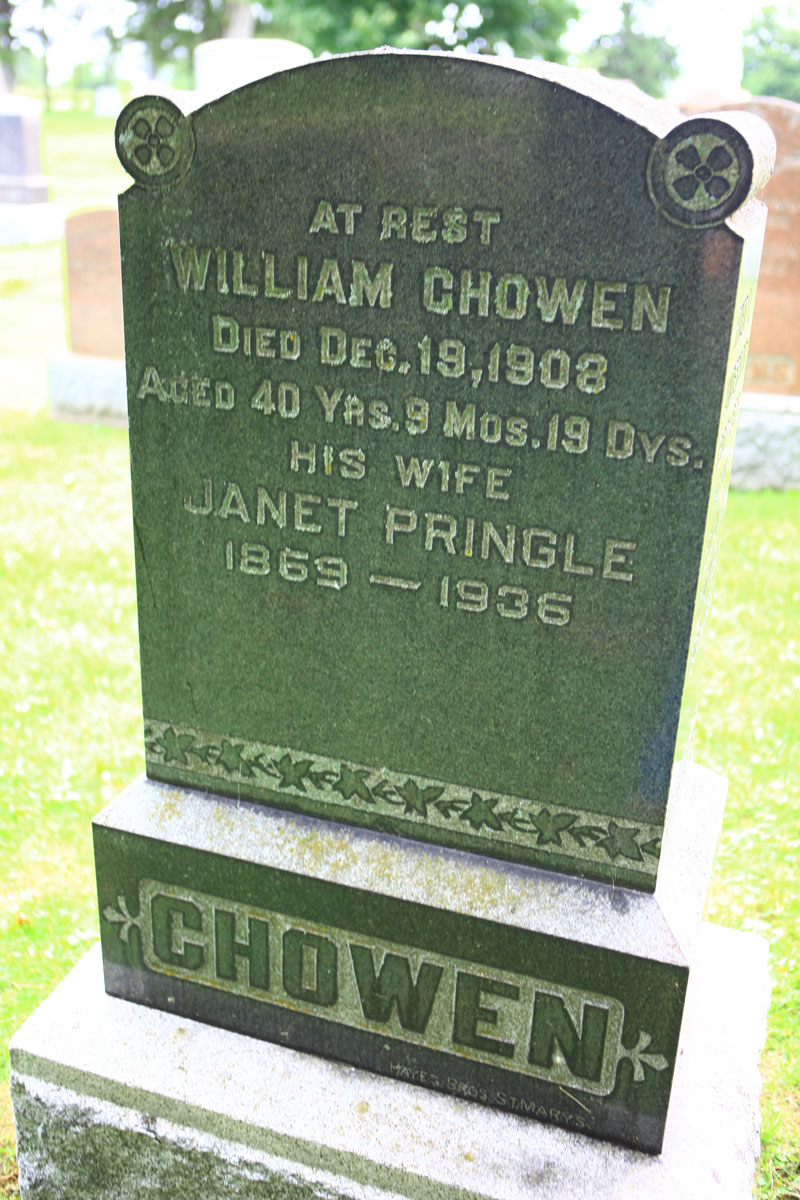 AT REST
WILLIAM CHOWEN
DIED DEC. 19, 1908
AGED 40 YRS. 9 MOS. 19 DYS.
HIS WIFE
JANET PRINGLE
1869 — 1936
CHOWEN
HAYES BROS. ST. MARYS.